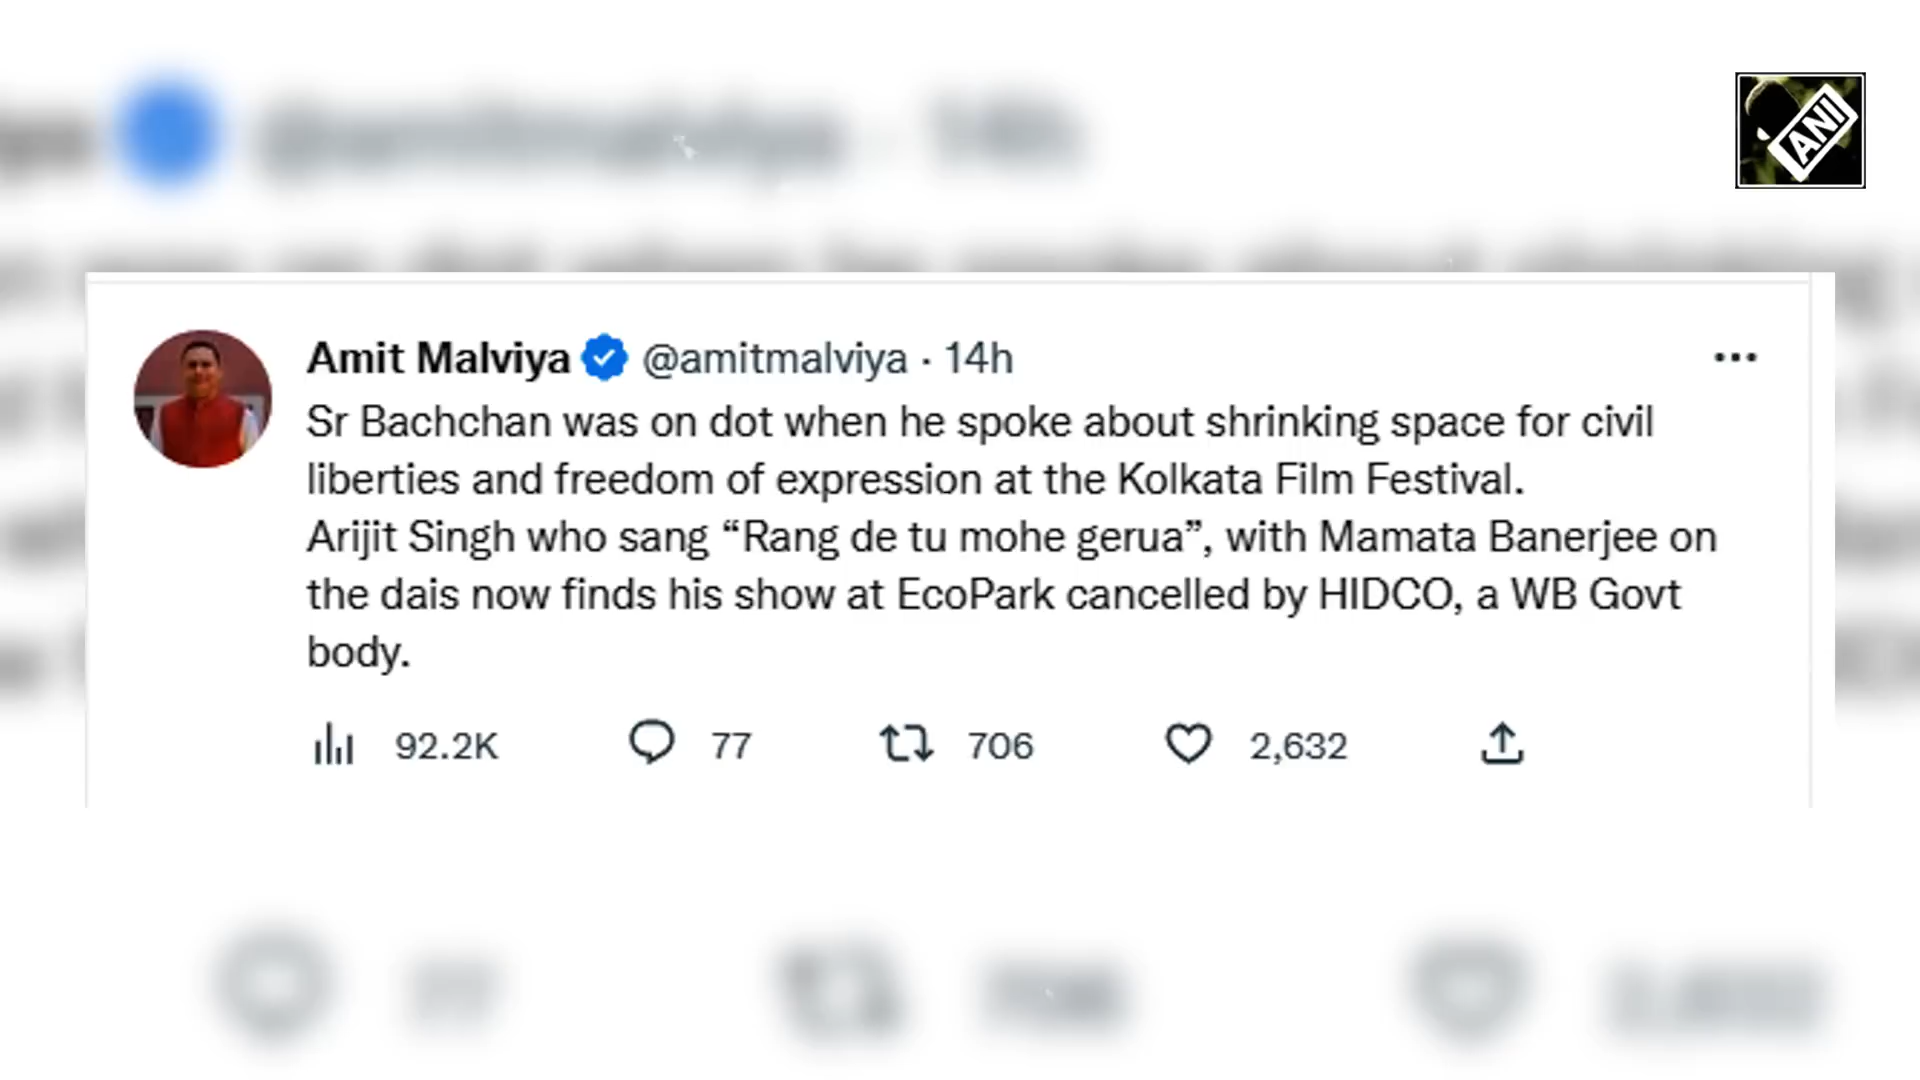 ANI
Amit Malviya @amitmalviya · 14h
Sr Bachchan was on dot when he spoke about shrinking space for civil
liberties and freedom of expression at the Kolkata Film Festival.
Arijit Singh who sang “Rang de tu mohe gerua”, with Mamata Banerjee on
the dais now finds his show at EcoPark cancelled by HIDCO, a WB Govt
body.
92.2K 77 706 2,632